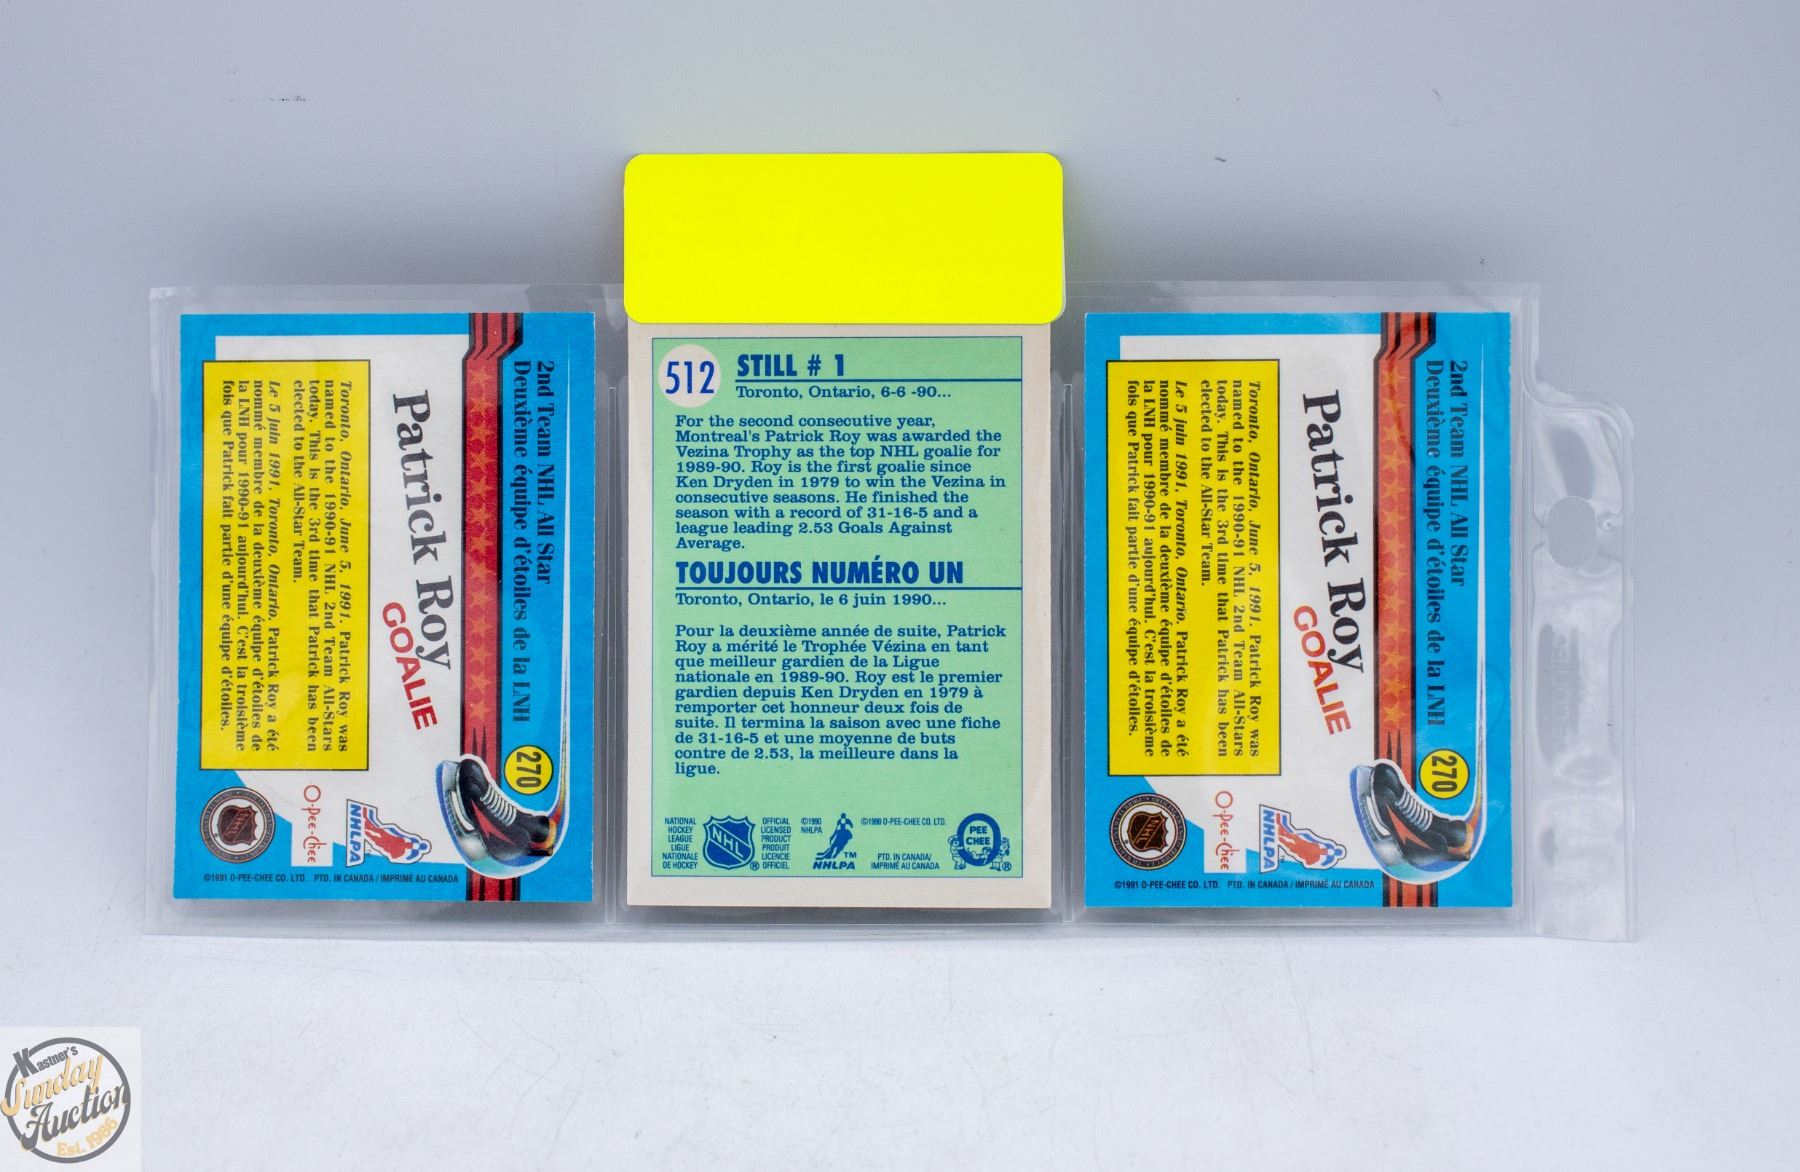 2nd Team NHL All Star
Deuxième équipe d'étoiles de la LNH
270
Patrick Roy
GOALIE
Toronto, Ontario, June 5, 1991. Patrick Roy was
named to the 1990-91 NHL 2nd Team All-Stars
today. This is the 3rd time that Patrick has been
elected to the All-Star Team.
Le 5 juin 1991, Toronto, Ontario. Patrick Roy a été
nommé membre de la deuxième équipe d'étoiles de
la LNH pour 1990-91 aujourd'hui. C'est la troisième
fois que Patrick fait partie d'une équipe d'étoiles.
O-Pee-Chee
NHLPA
©1991 O-PEE-CHEE CO. LTD. PTD. IN CANADA / IMPRIMÉ AU CANADA
512
STILL # 1
Toronto, Ontario, 6-6 -90...
For the second consecutive year,
Montreal's Patrick Roy was awarded the
Vezina Trophy as the top NHL goalie for
1989-90. Roy is the first goalie since
Ken Dryden in 1979 to win the Vezina in
consecutive seasons. He finished the
season with a record of 31-16-5 and a
league leading 2.53 Goals Against
Average.
TOUJOURS NUMÉRO UN
Toronto, Ontario, le 6 juin 1990...
Pour la deuxième année de suite, Patrick
Roy a mérité le Trophée Vézina en tant
que meilleur gardien de la Ligue
nationale en 1989-90. Roy est le premier
gardien depuis Ken Dryden en 1979 à
remporter cet honneur deux fois de
suite. Il termina la saison avec une fiche
de 31-16-5 et une moyenne de buts
contre de 2.53, la meilleure dans la
ligue.
NATIONAL
HOCKEY
LEAGUE
LIGUE
NATIONALE
DE HOCKEY
NHL
®
OFFICIAL
LICENSED
PRODUCT
PRODUIT
LICENCIÉ
OFFICIEL
©1990
NHLPA
TM
NHLPA
©1990 O-PEE-CHEE CO. LTD.
PTD. IN CANADA/
IMPRIMÉ AU CANADA
PEE
CHEE
®
2nd Team NHL All Star
Deuxième équipe d'étoiles de la LNH
270
Patrick Roy
GOALIE
Toronto, Ontario, June 5, 1991. Patrick Roy was
named to the 1990-91 NHL 2nd Team All-Stars
today. This is the 3rd time that Patrick has been
elected to the All-Star Team.
Le 5 juin 1991, Toronto, Ontario. Patrick Roy a été
nommé membre de la deuxième équipe d'étoiles de
la LNH pour 1990-91 aujourd'hui. C'est la troisième
fois que Patrick fait partie d'une équipe d'étoiles.
O-Pee-Chee
NHLPA
©1991 O-PEE-CHEE CO. LTD. PTD. IN CANADA / IMPRIMÉ AU CANADA
Kastner's
Sunday
Auction
Est. 1986